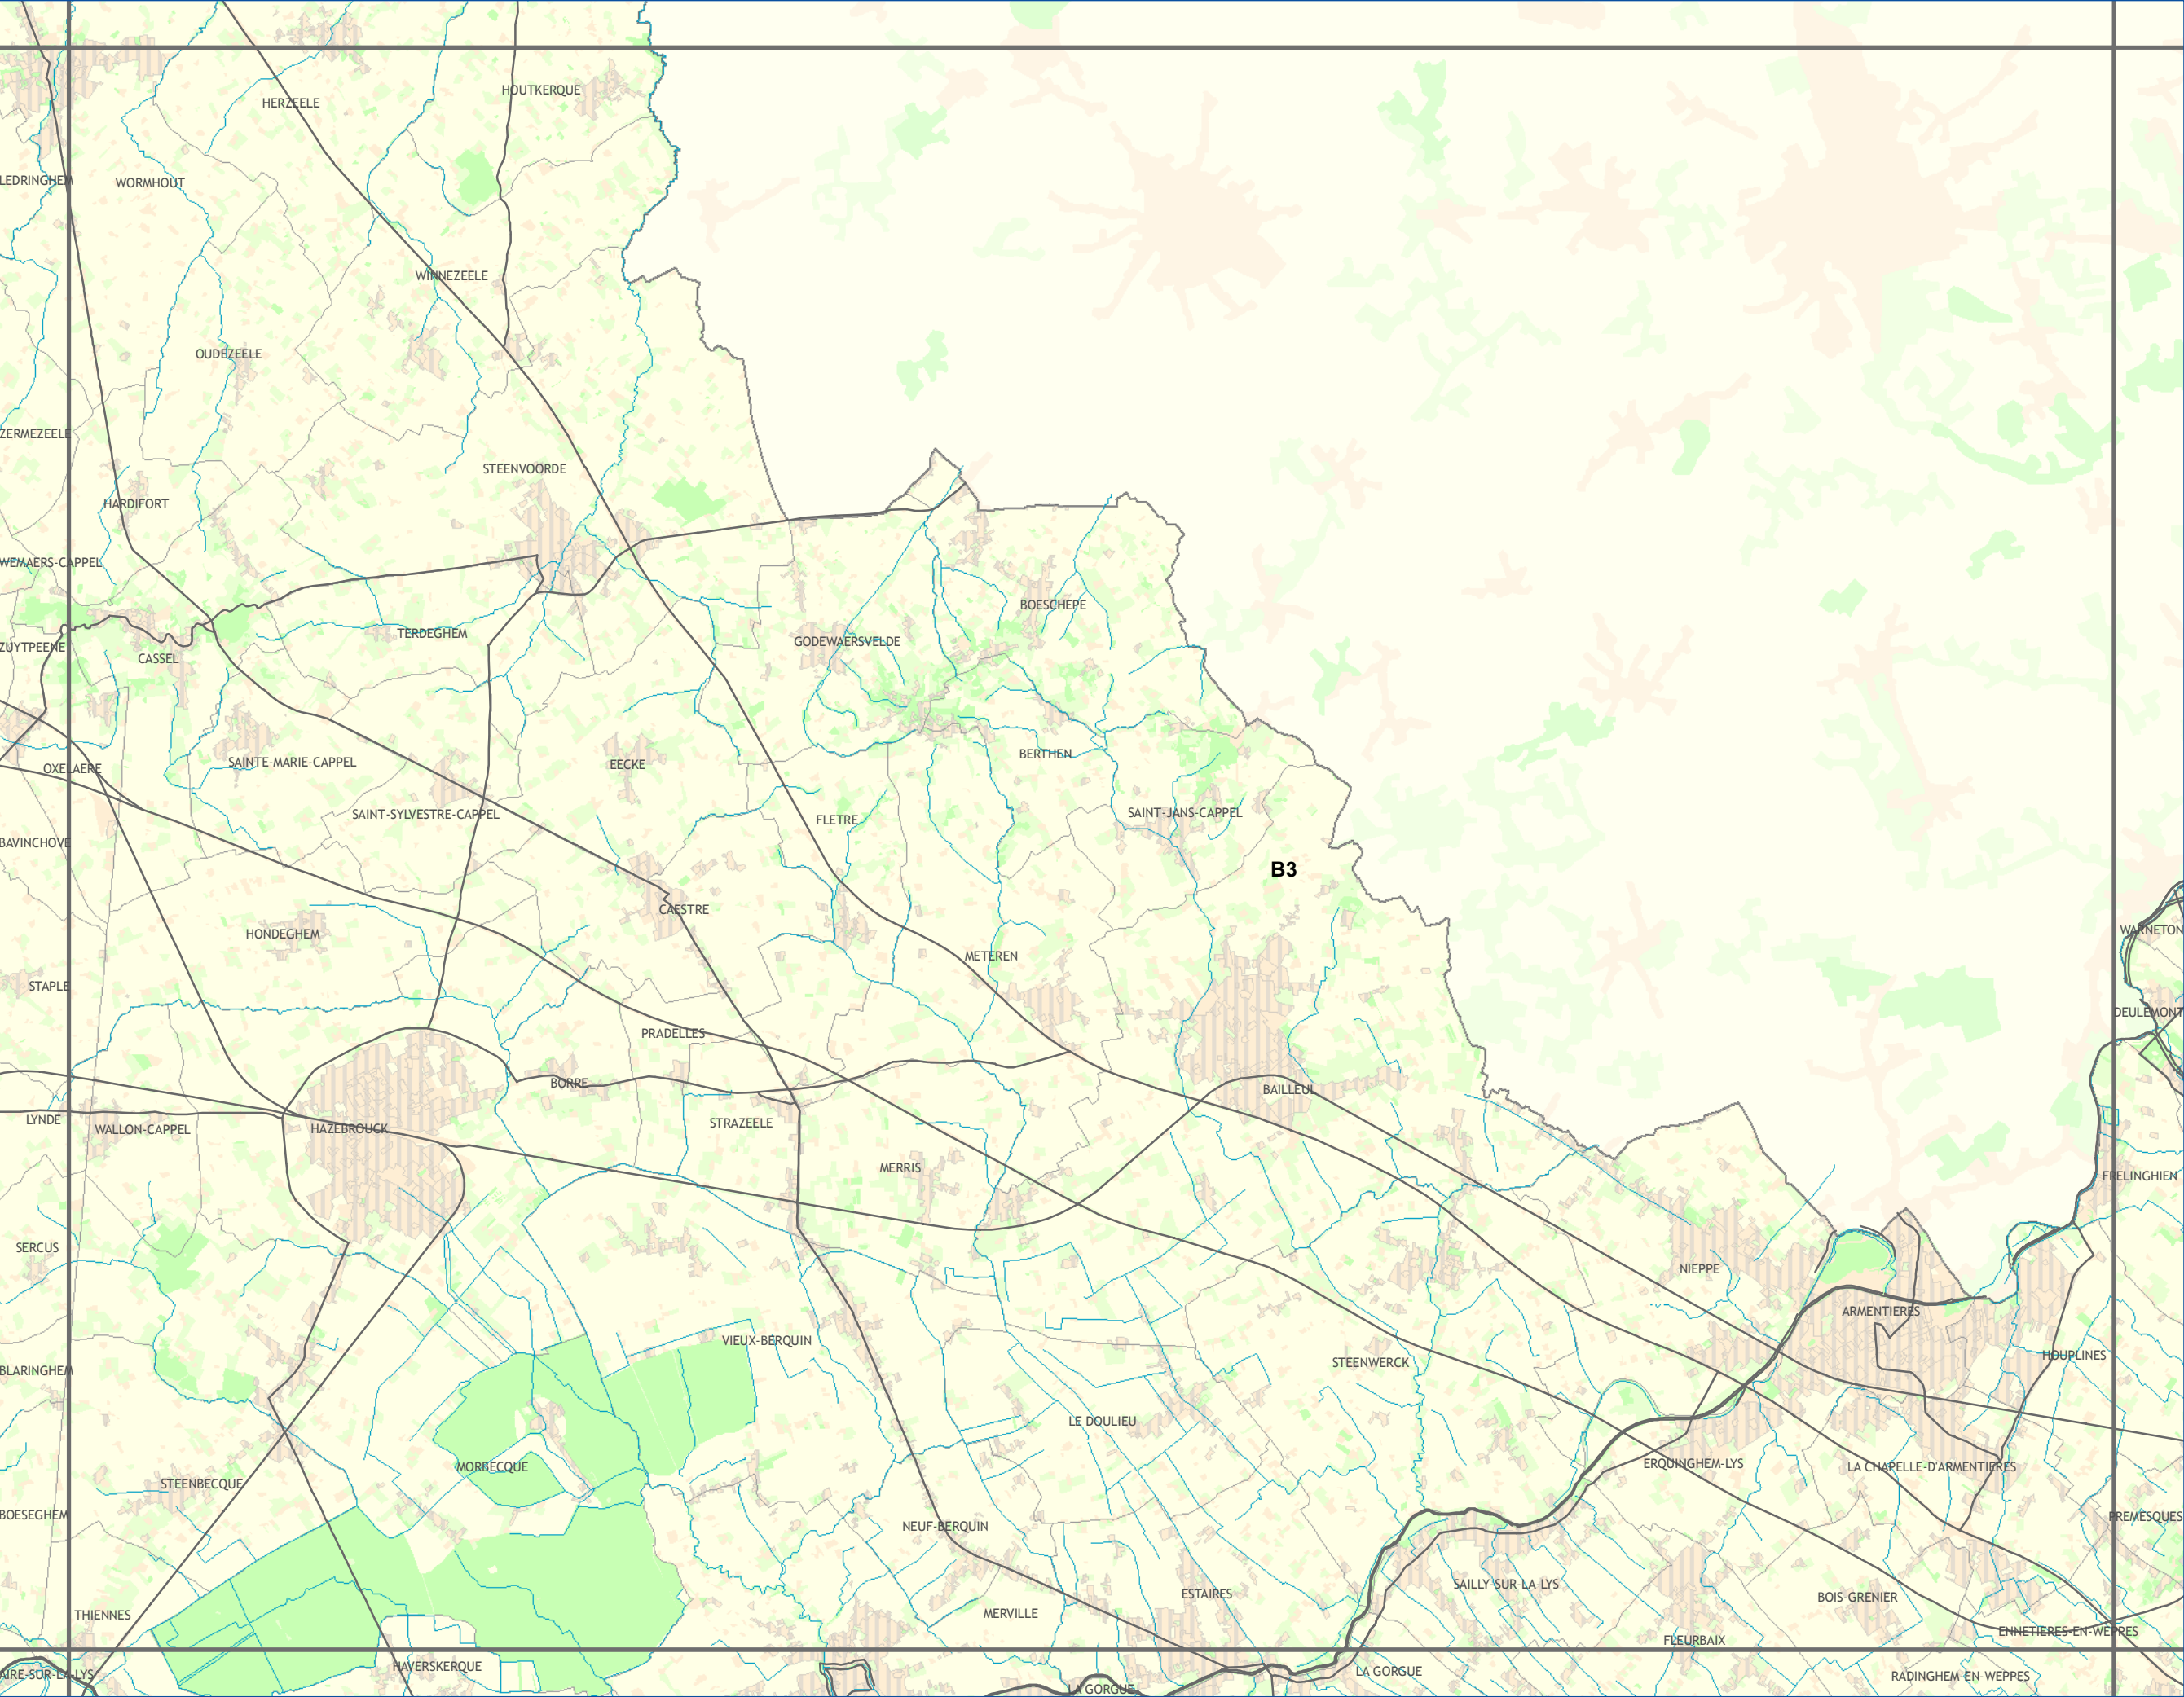 HOUTKERQUE
HERZEELE
LEDRINGHEM
WORMHOUT
WINNEZEELE
OUDEZEELE
ZERMEZEELE
STEENVOORDE
HARDIFORT
WEMAERS-CAPPEL
BOESCHEPE
TERDEGHEM
GODEWAERSVELDE
ZUYTPEENE
CASSEL
BERTHEN
SAINTE-MARIE-CAPPEL
EECKE
OXELAERE
SAINT-SYLVESTRE-CAPPEL
SAINT-JANS-CAPPEL
FLETRE
BAVINCHOVE
B3
CAESTRE
WARNETON
HONDEGHEM
METEREN
STAPLE
DEULEMONT
PRADELLES
BORRE
BAILLEUL
LYNDE
STRAZEELE
WALLON-CAPPEL
HAZEBROUCK
MERRIS
FRELINGHIEN
SERCUS
NIEPPE
ARMENTIERES
VIEUX-BERQUIN
HOUPLINES
STEENWERCK
BLARINGHEM
LE DOULIEU
ERQUINGHEM-LYS
MORBECQUE
LA CHAPELLE-D'ARMENTIERES
STEENBECQUE
BOESEGHEM
PREMESQUES
NEUF-BERQUIN
SAILLY-SUR-LA-LYS
ESTAIRES
BOIS-GRENIER
MERVILLE
THIENNES
ENNETIERES-EN-WEPPES
FLEURBAIX
HAVERSKERQUE
LA GORGUE
AIRE-SUR-LA-LYS
RADINGHEM-EN-WEPPES
LA GORGUE